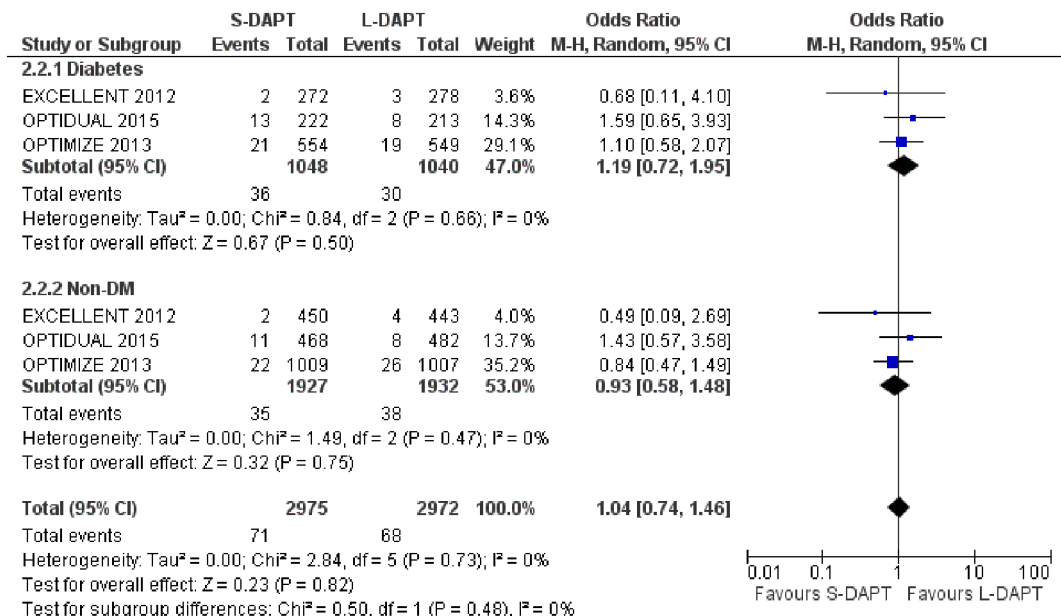 S-DAPT L-DAPT Odds Ratio Odds Ratio
Study or Subgroup Events Total Events Total Weight M-H, Random, 95% CI M-H, Random, 95% CI
2.2.1 Diabetes
EXCELLENT 2012 2 272 3 278 3.6% 0.68 [0.11, 4.10]
OPTIDUAL 2015 13 222 8 213 14.3% 1.59 [0.65, 3.93]
OPTIMIZE 2013 21 554 19 549 29.1% 1.10 [0.58, 2.07]
Subtotal (95% CI) 1048 1040 47.0% 1.19 [0.72, 1.95]
Total events 36 30
Heterogeneity: Tau² = 0.00; Chi² = 0.84, df = 2 (P = 0.66); I² = 0%
Test for overall effect: Z = 0.67 (P = 0.50)
2.2.2 Non-DM
EXCELLENT 2012 2 450 4 443 4.0% 0.49 [0.09, 2.69]
OPTIDUAL 2015 11 468 8 482 13.7% 1.43 [0.57, 3.58]
OPTIMIZE 2013 22 1009 26 1007 35.2% 0.84 [0.47, 1.49]
Subtotal (95% CI) 1927 1932 53.0% 0.93 [0.58, 1.48]
Total events 35 38
Heterogeneity: Tau² = 0.00; Chi² = 1.49, df = 2 (P = 0.47); I² = 0%
Test for overall effect: Z = 0.32 (P = 0.75)
Total (95% CI) 2975 2972 100.0% 1.04 [0.74, 1.46]
Total events 71 68
Heterogeneity: Tau² = 0.00; Chi² = 2.84, df = 5 (P = 0.73); I² = 0%
Test for overall effect: Z = 0.23 (P = 0.82)
Test for subgroup differences: Chi² = 0.50, df = 1 (P = 0.48), I² = 0%
0.01 0.1 1 10 100
Favours S-DAPT Favours L-DAPT